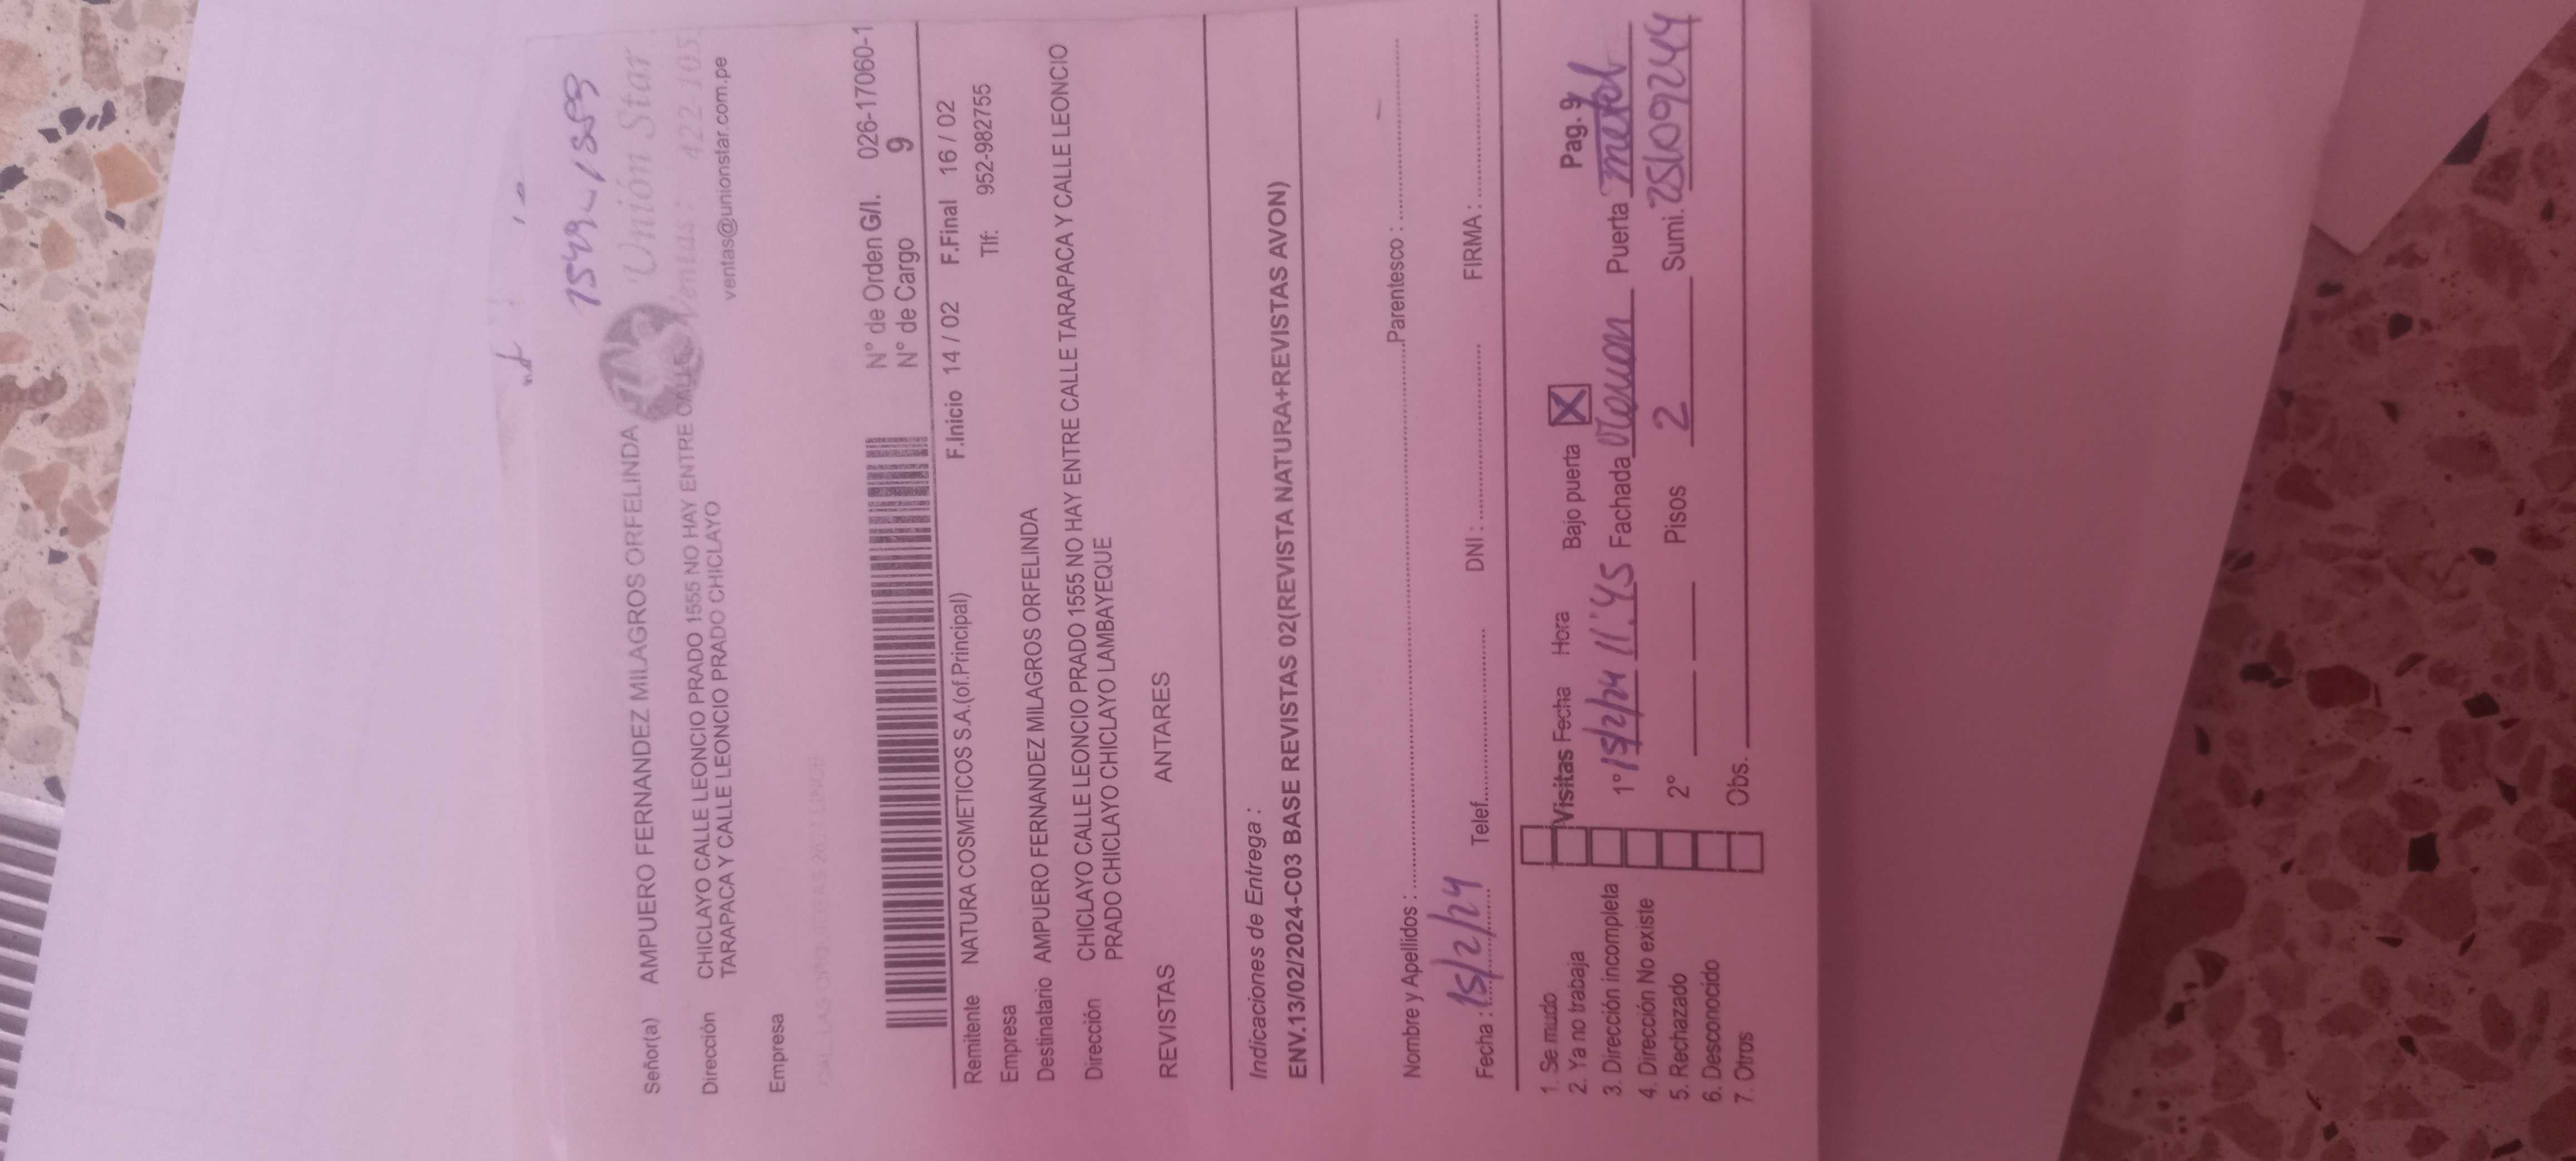 1549 - / 1553
Unión Star
Ventas : 422 105
ventas@unionstar.com.pe
Señor(a) AMPUERO FERNANDEZ MILAGROS ORFELINDA
Dirección CHICLAYO CALLE LEONCIO PRADO 1555 NO HAY ENTRE CALLE
TARAPACA Y CALLE LEONCIO PRADO CHICLAYO
Empresa
N° de Orden G/I. 026-17060-1
N° de Cargo 9
F.Inicio 14 / 02 F.Final 16 / 02
Remitente NATURA COSMETICOS S.A.(of.Principal) Tlf: 952-982755
Empresa
Destinatario AMPUERO FERNANDEZ MILAGROS ORFELINDA
Dirección CHICLAYO CALLE LEONCIO PRADO 1555 NO HAY ENTRE CALLE TARAPACA Y CALLE LEONCIO
PRADO CHICLAYO CHICLAYO LAMBAYEQUE
REVISTAS ANTARES
Indicaciones de Entrega :
ENV.13/02/2024-C03 BASE REVISTAS 02(REVISTA NATURA+REVISTAS AVON)
Nombre y Apellidos : Parentesco :
Fecha : 15/2/24 Telef. DNI : FIRMA :
Pag. 9
1. Se mudo Visitas Fecha Hora Bajo puerta X
2. Ya no trabaja
3. Dirección incompleta 1° 15/2/24 11:45 Fachada Puerta metal
4. Dirección No existe
5. Rechazado 2° Pisos 2 Sumi. 25109244
6. Desconocido
7. Otros Obs.